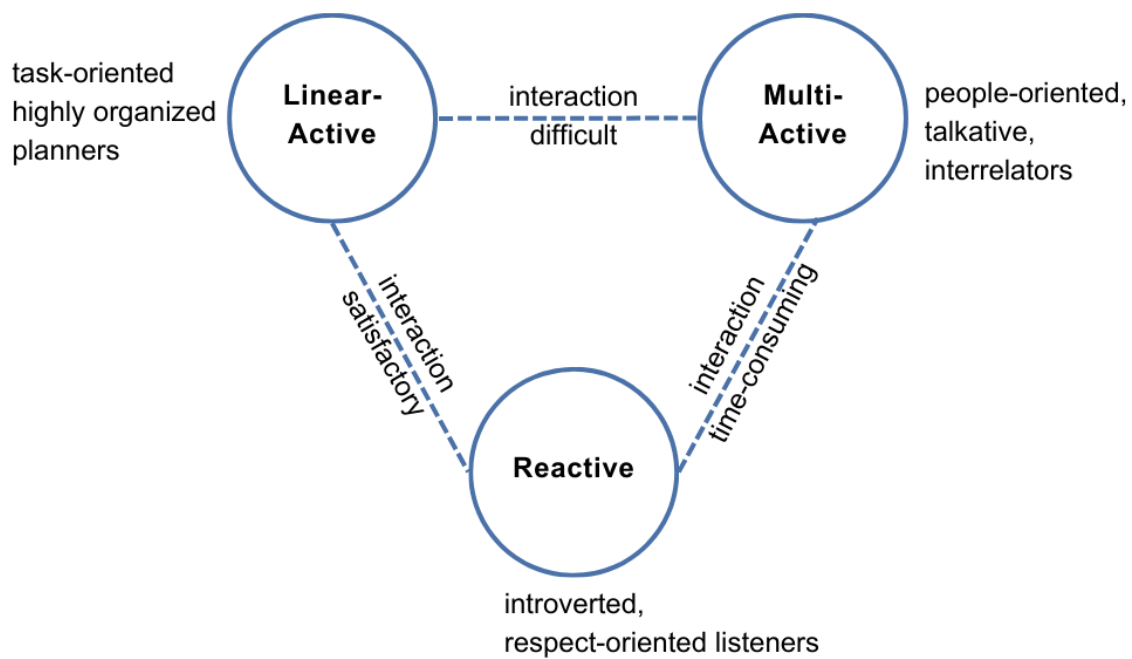 task-oriented
highly organized
planners
Linear-
Active
interaction
difficult
Multi-
Active
people-oriented,
talkative,
interrelators
interaction
satisfactory
interaction
time-consuming
Reactive
introverted,
respect-oriented listeners